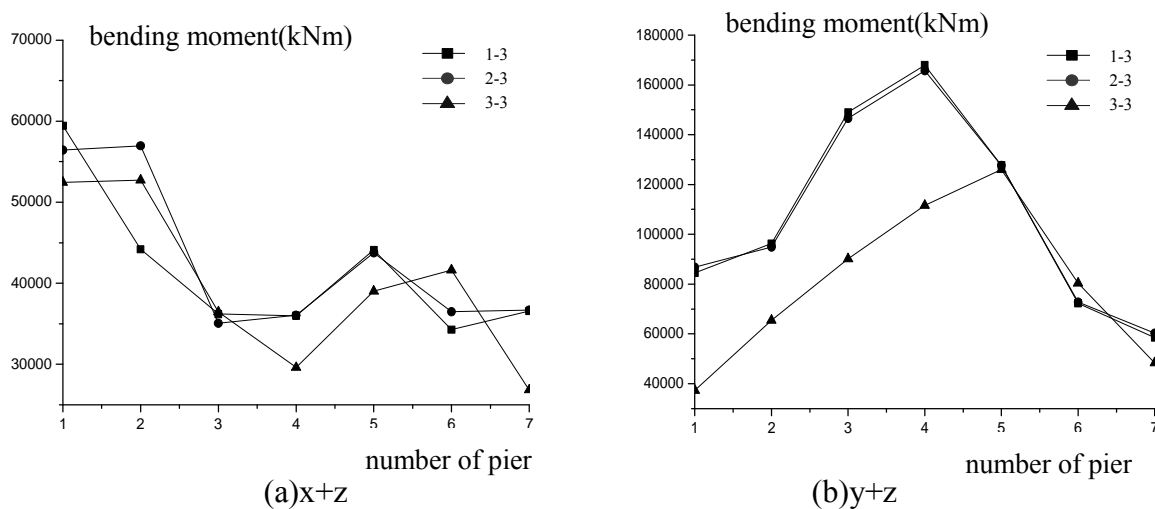 bending moment(kNm)
70000
60000
50000
40000
30000
1-3
2-3
3-3
1 2 3 4 5 6 7
number of pier
(a)x+z
bending moment(kNm)
180000
160000
140000
120000
100000
80000
60000
40000
1-3
2-3
3-3
1 2 3 4 5 6 7
number of pier
(b)y+z